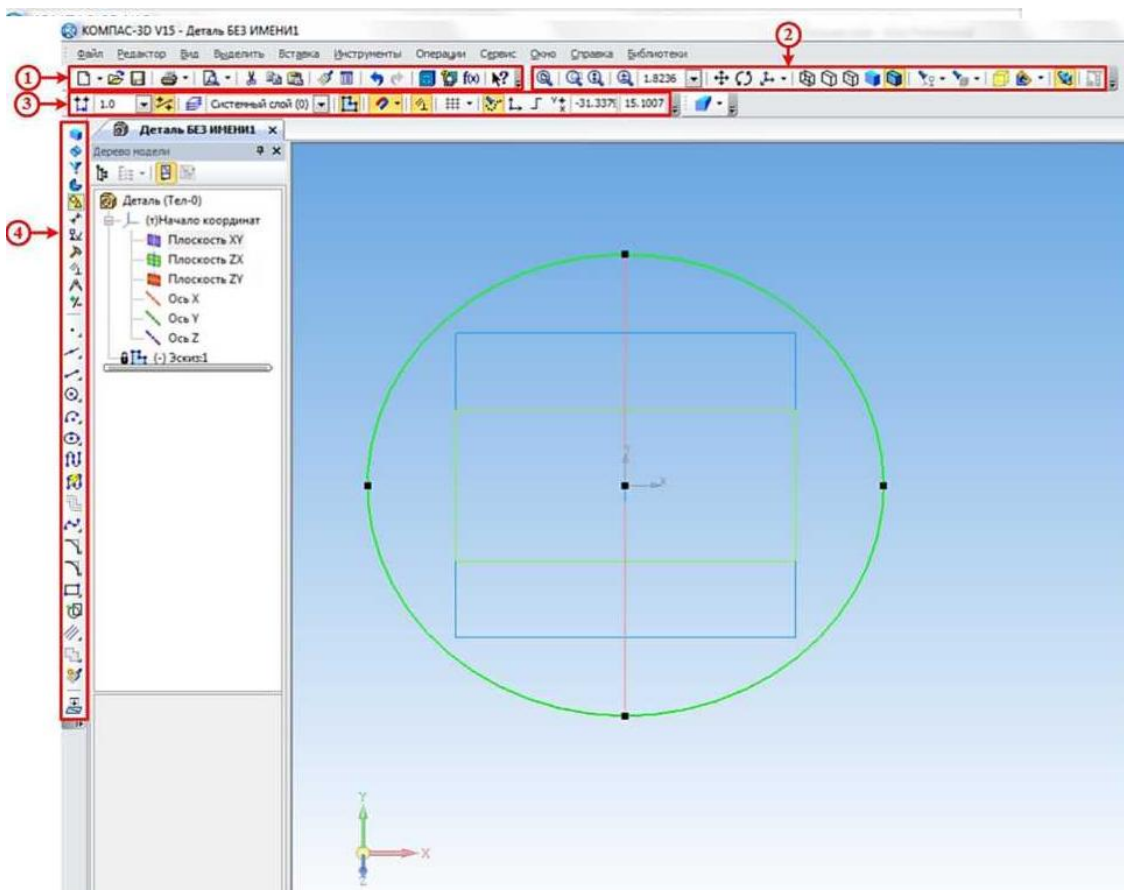 КОМПАС-3D V15 - Деталь БЕЗ ИМЕНИ1
Файл Редактор Вид Выделить Вставка Инструменты Операции Сервис Окно Справка Библиотеки
2
1
1.8236
f(x)
3
1.0
Системный слой (0)
-31.3379 15.1007
Деталь БЕЗ ИМЕНИ1
Дерево модели
Деталь (Тел-0)
(т)Начало координат
Плоскость XY
Плоскость ZX
Плоскость ZY
Ось X
Ось Y
Ось Z
(-) Эскиз:1
4
X
Y
X
Z